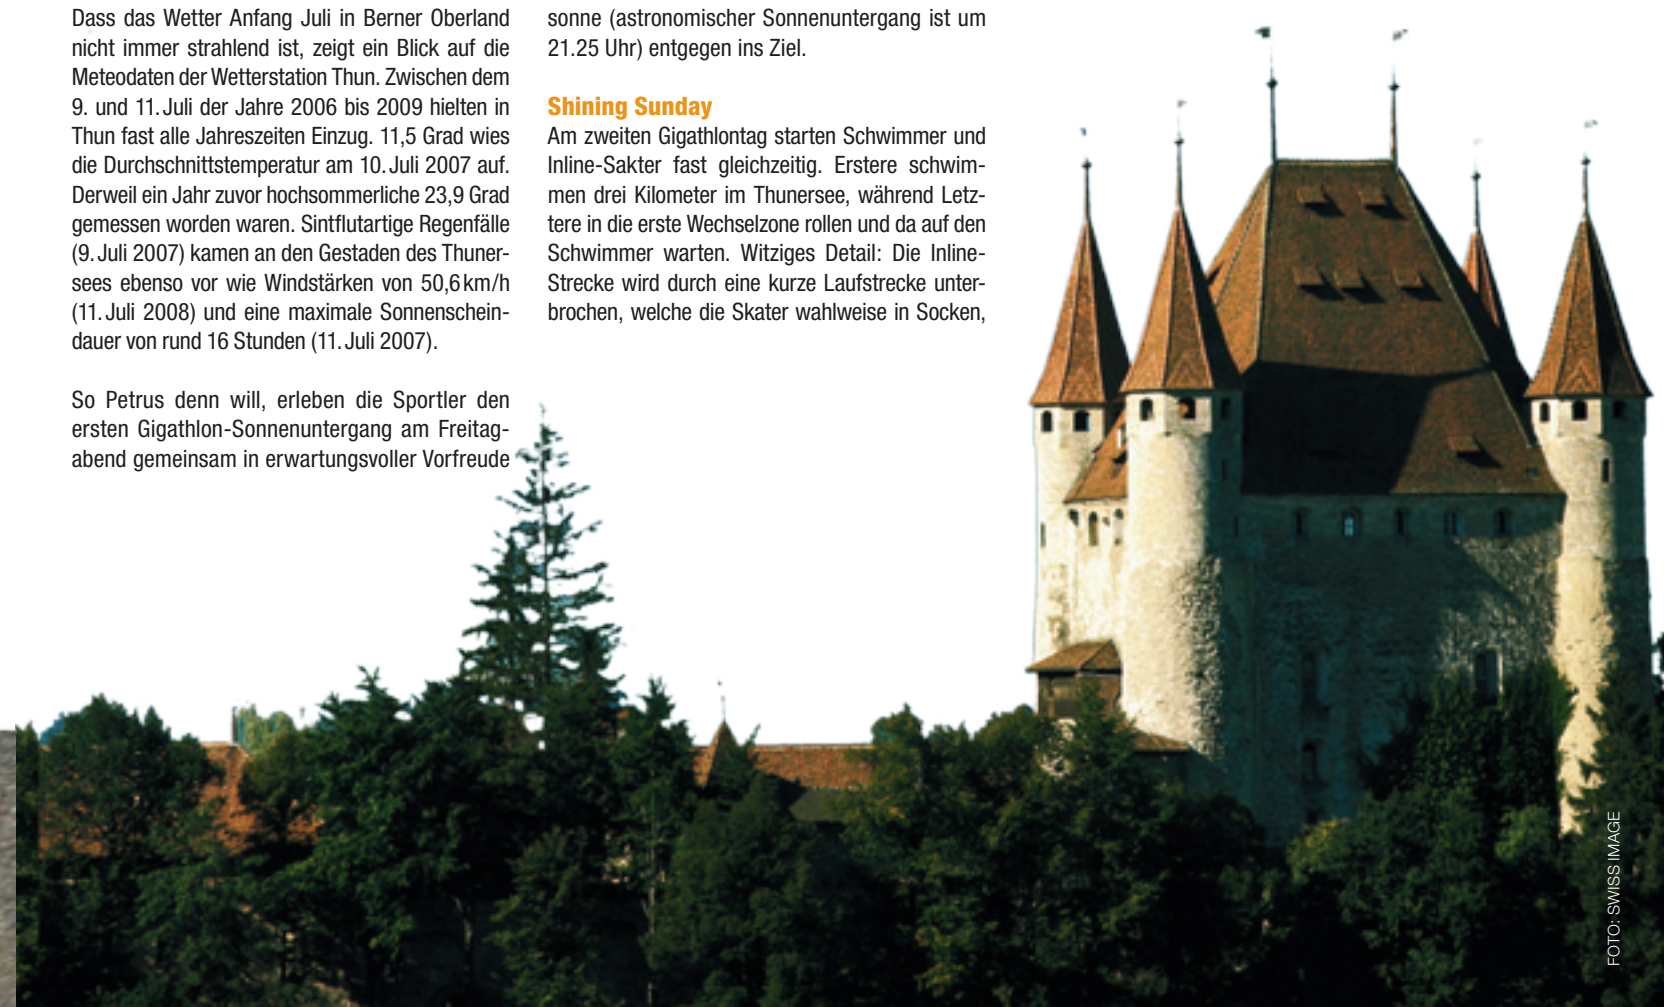 Dass das Wetter Anfang Juli in Berner Oberland
nicht immer strahlend ist, zeigt ein Blick auf die
Meteodaten der Wetterstation Thun. Zwischen dem
9. und 11. Juli der Jahre 2006 bis 2009 hielten in
Thun fast alle Jahreszeiten Einzug. 11,5 Grad wies
die Durchschnittstemperatur am 10. Juli 2007 auf.
Derweil ein Jahr zuvor hochsommerliche 23,9 Grad
gemessen worden waren. Sintflutartige Regenfälle
(9. Juli 2007) kamen an den Gestaden des Thuner-
sees ebenso vor wie Windstärken von 50,6 km/h
(11. Juli 2008) und eine maximale Sonnenschein-
dauer von rund 16 Stunden (11. Juli 2007).

So Petrus denn will, erleben die Sportler den
ersten Gigathlon-Sonnenuntergang am Freitag-
abend gemeinsam in erwartungsvoller Vorfreude

sonne (astronomischer Sonnenuntergang ist um
21.25 Uhr) entgegen ins Ziel.

Shining Sunday
Am zweiten Gigathlontag starten Schwimmer und
Inline-Sakter fast gleichzeitig. Erstere schwim-
men drei Kilometer im Thunersee, während Letz-
tere in die erste Wechselzone rollen und da auf den
Schwimmer warten. Witziges Detail: Die Inline-
Strecke wird durch eine kurze Laufstrecke unter-
brochen, welche die Skater wahlweise in Socken,

FOTO: SWISS IMAGE